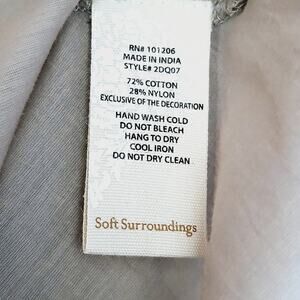 RN# 101206
MADE IN INDIA
STYLE# 2DQ07
72% COTTON
28% NYLON
EXCLUSIVE OF THE DECORATION
HAND WASH COLD
DO NOT BLEACH
HANG TO DRY
COOL IRON
DO NOT DRY CLEAN
Soft Surroundings